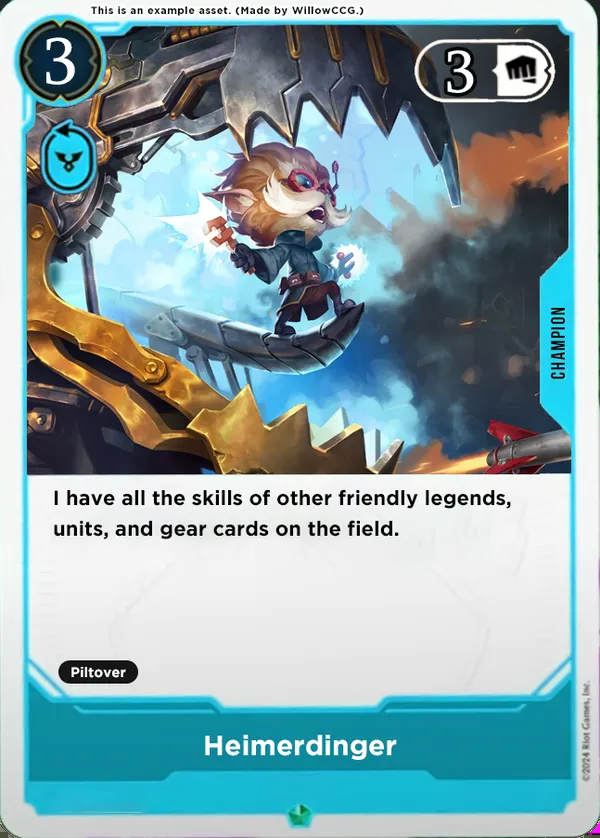 This is an example asset. (Made by WillowCCG.)
3
3
CHAMPION
I have all the skills of other friendly legends,
units, and gear cards on the field.
Piltover
Heimerdinger
©2024 Riot Games, Inc.